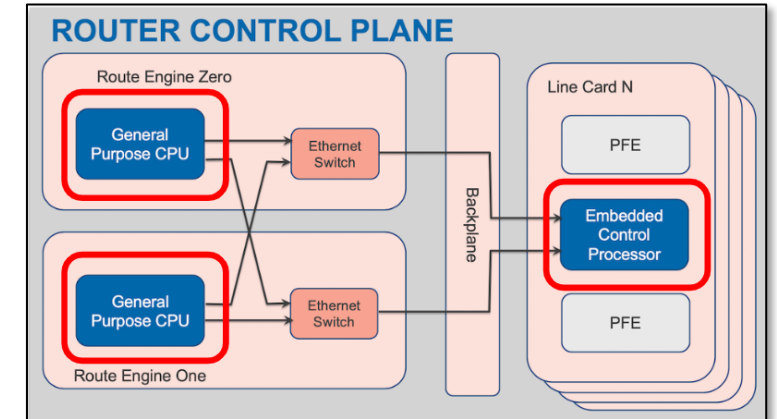 ROUTER CONTROL PLANE
Route Engine Zero
General
Purpose CPU
Ethernet
Switch
Route Engine One
General
Purpose CPU
Ethernet
Switch
Backplane
Line Card N
PFE
Embedded
Control
Processor
PFE